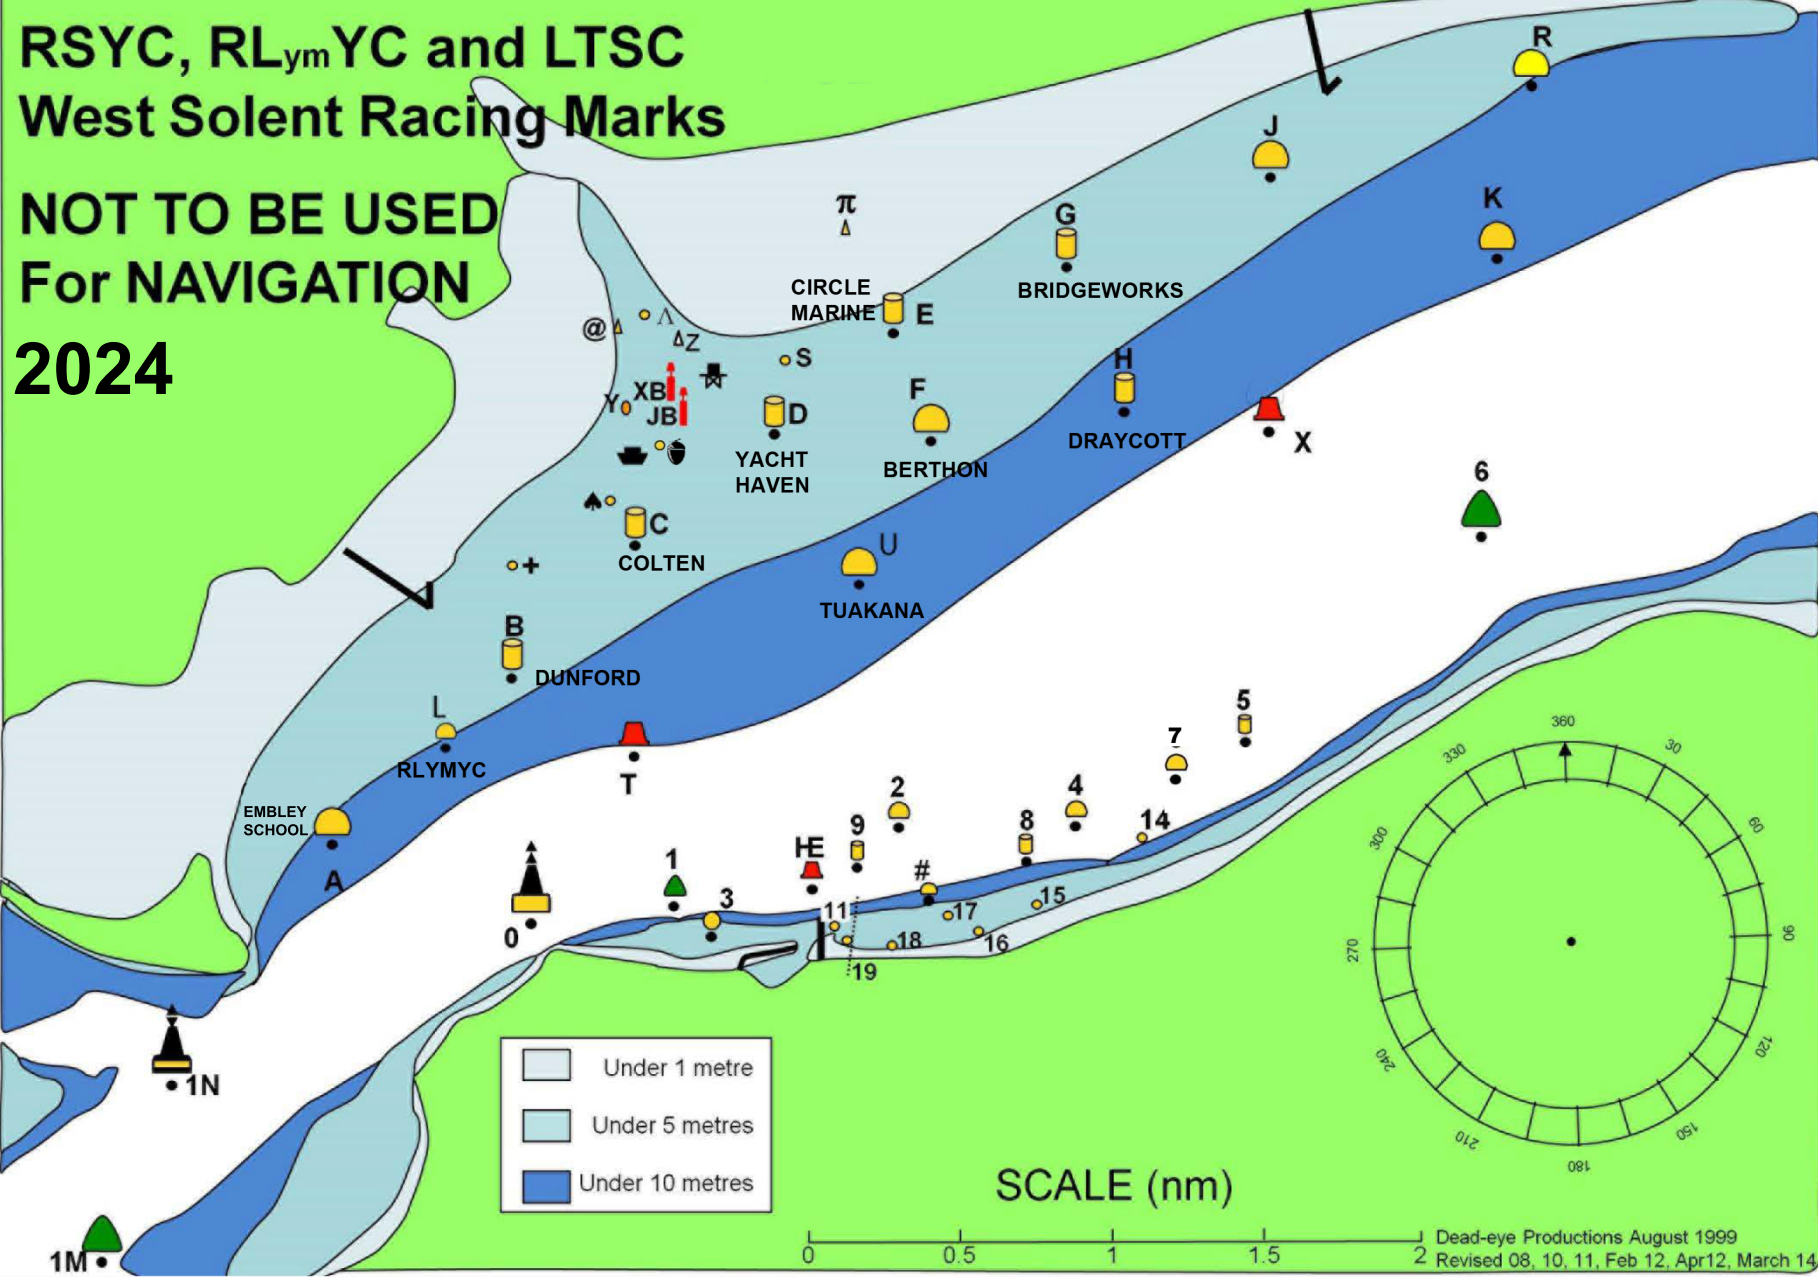 RSYC, RLymYC and LTSC
West Solent Racing Marks
NOT TO BE USED
For NAVIGATION
2024
R
J
K
π
G
CIRCLE
MARINE
E
BRIDGEWORKS
@
Λ
Z
S
XB
Y
JB
D
F
H
YACHT
HAVEN
BERTHON
DRAYCOTT
X
6
♠
C
COLTEN
+
U
TUAKANA
B
DUNFORD
L
RLYMYC
T
5
7
EMBLEY
SCHOOL
A
2
4
9
8
14
HE
1
#
3
0
11
17
15
18
16
19
1N
1M
360
30
60
90
120
150
180
210
240
270
300
330
Under 1 metre
Under 5 metres
Under 10 metres
SCALE (nm)
0 0.5 1 1.5 2
Dead-eye Productions August 1999
Revised 08, 10, 11, Feb 12, Apr12, March 14